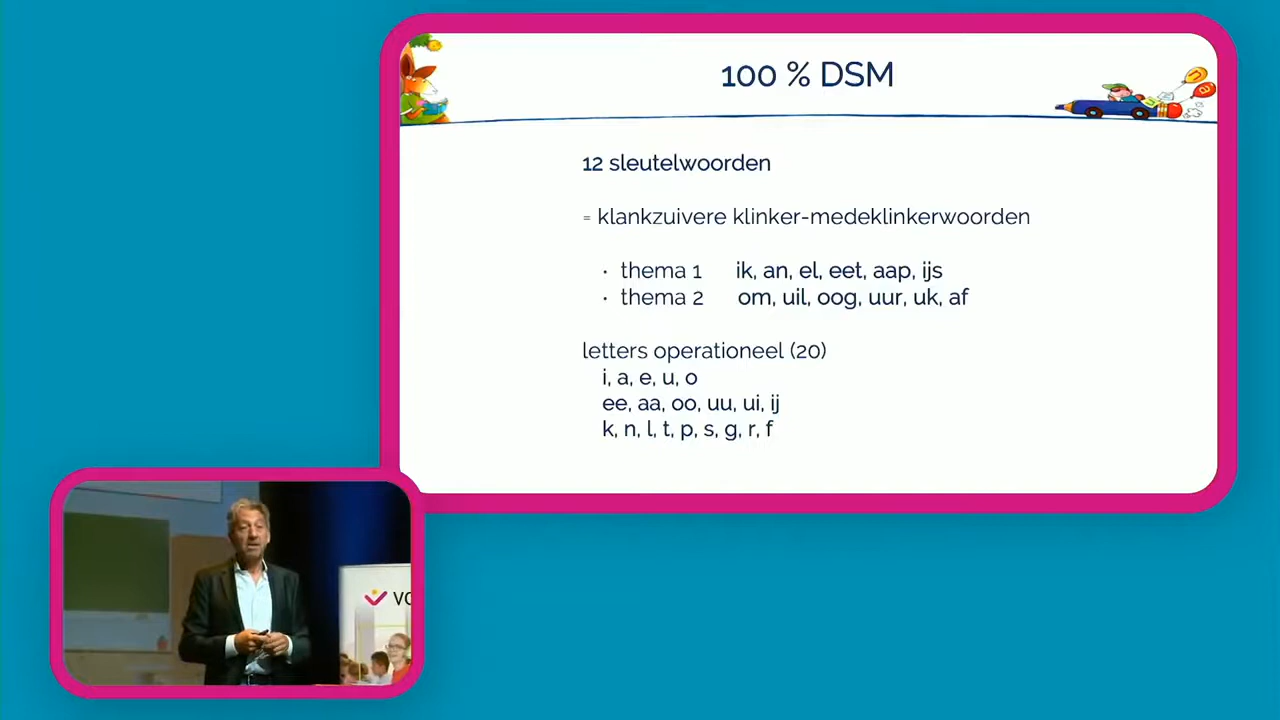 100 % DSM
12 sleutelwoorden
= klankzuivere klinker-medeklinkerwoorden
· thema 1 ik, an, el, eet, aap, ijs
· thema 2 om, uil, oog, uur, uk, af
letters operationeel (20)
i, a, e, u, o
ee, aa, oo, uu, ui, ij
k, n, l, t, p, s, g, r, f
VO